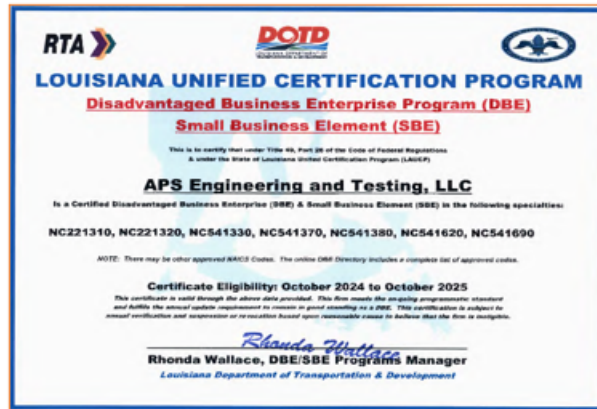 RTA
DOTD
LOUISIANA DEPARTMENT OF
TRANSPORTATION & DEVELOPMENT
LOUISIANA UNIFIED CERTIFICATION PROGRAM
Disadvantaged Business Enterprise Program (DBE)
Small Business Element (SBE)
This is to certify that under Title 49, Part 26 of the Code of Federal Regulations
& under the State of Louisiana Unified Certification Program (LAUCP)
APS Engineering and Testing, LLC
Is a Certified Disadvantaged Business Enterprise (DBE) & Small Business Element (SBE) in the following specialties:
NC221310, NC221320, NC541330, NC541370, NC541380, NC541620, NC541690
NOTE: There may be other approved NAICS Codes. The online DBE Directory includes a complete list of approved codes.
Certificate Eligibility: October 2024 to October 2025
This certificate is valid through the above date provided. This firm meets the on-going programmatic standard
and fulfills the annual update requirement to remain in good standing as a DBE. This certification is subject to
annual verification and suspension or revocation based upon reasonable cause to believe that the firm is ineligible.
Rhonda Wallace
Rhonda Wallace, DBE/SBE Programs Manager
Louisiana Department of Transportation & Development